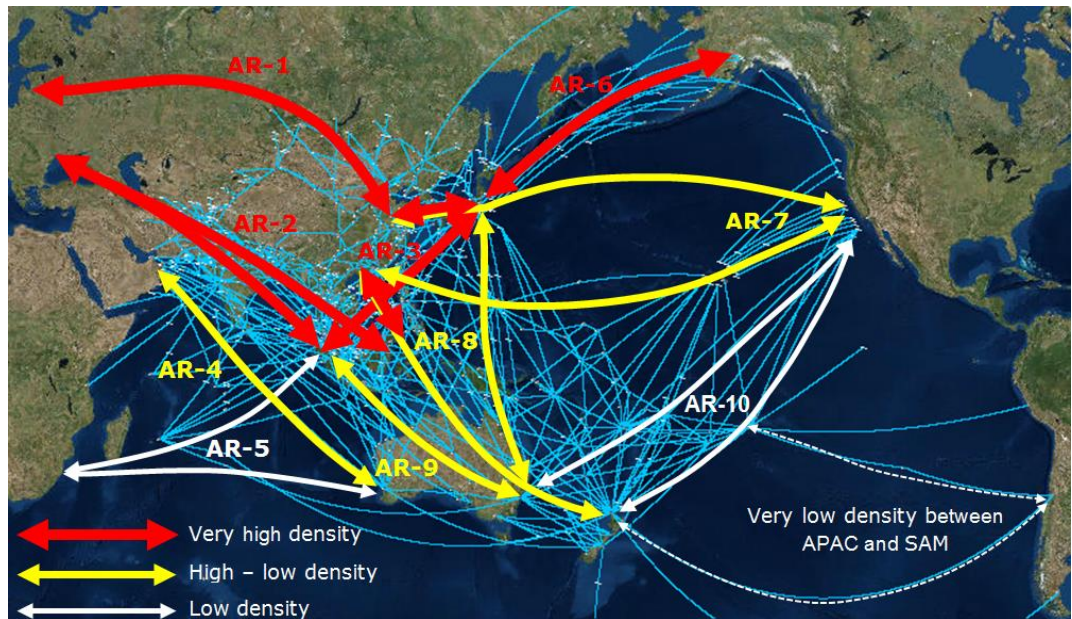 AR-1
AR-6
AR-2
AR-7
AR-3
AR-8
AR-4
AR-10
AR-5
AR-9
Very high density
High – low density
Low density
Very low density between
APAC and SAM